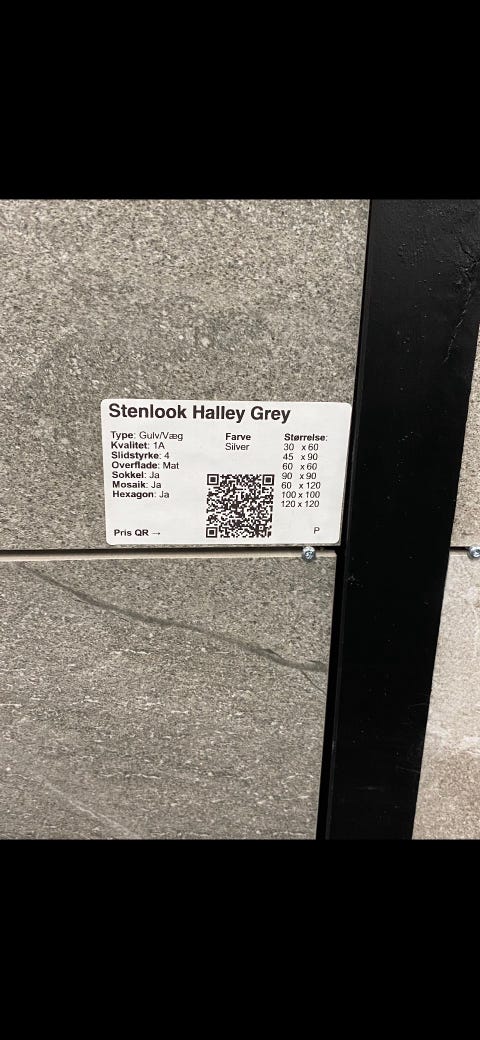 Stenlook Halley Grey
Type: Gulv/Væg
Kvalitet: 1A
Slidstyrke: 4
Overflade: Mat
Sokkel: Ja
Mosaik: Ja
Hexagon: Ja
Pris QR →
Farve
Silver
Størrelse:
30 x 60
45 x 90
60 x 60
90 x 90
60 x 120
100 x 100
120 x 120
P